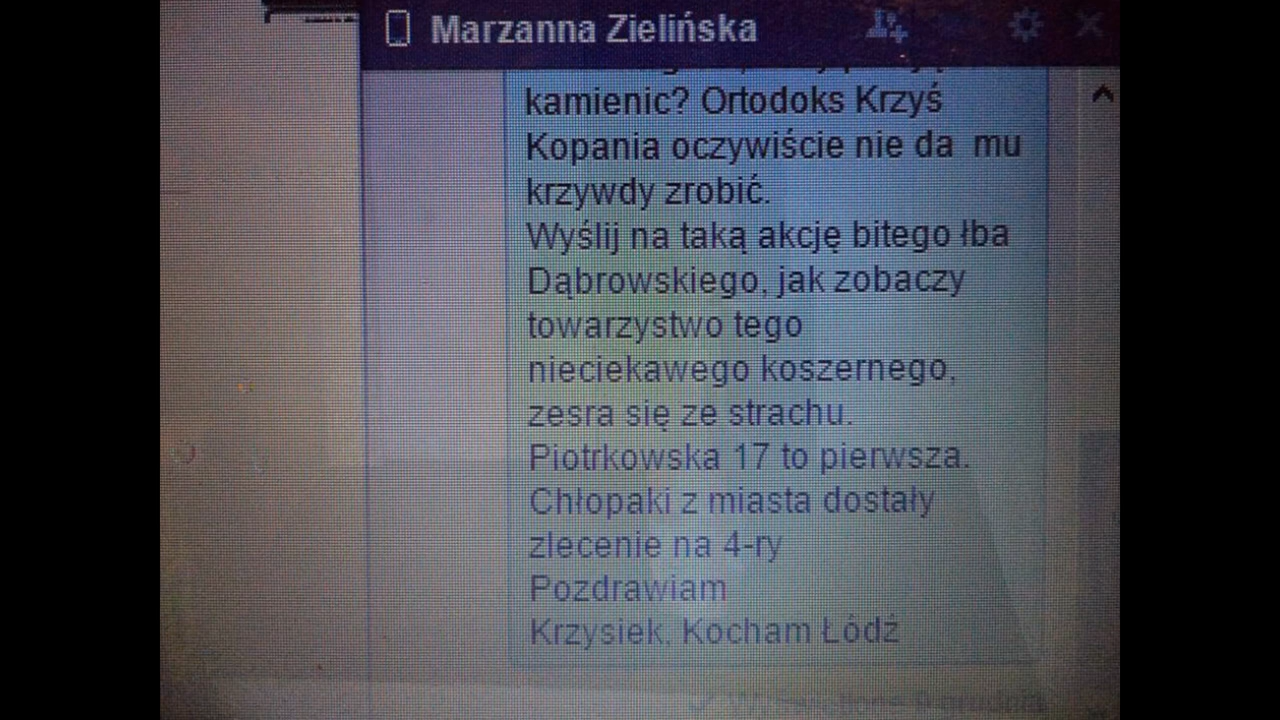 Marzanna Zielińska
kamienic? Ortodoks Krzyś
Kopania oczywiście nie da mu
krzywdy zrobić.
Wyślij na taką akcję bitego łba
Dąbrowskiego, jak zobaczy
towarzystwo tego
nieciekawego koszernego,
zesra się ze strachu.
Piotrkowska 17 to pierwsza.
Chłopaki z miasta dostały
zlecenie na 4-ry
Pozdrawiam
Krzysiek, Kocham Łódź